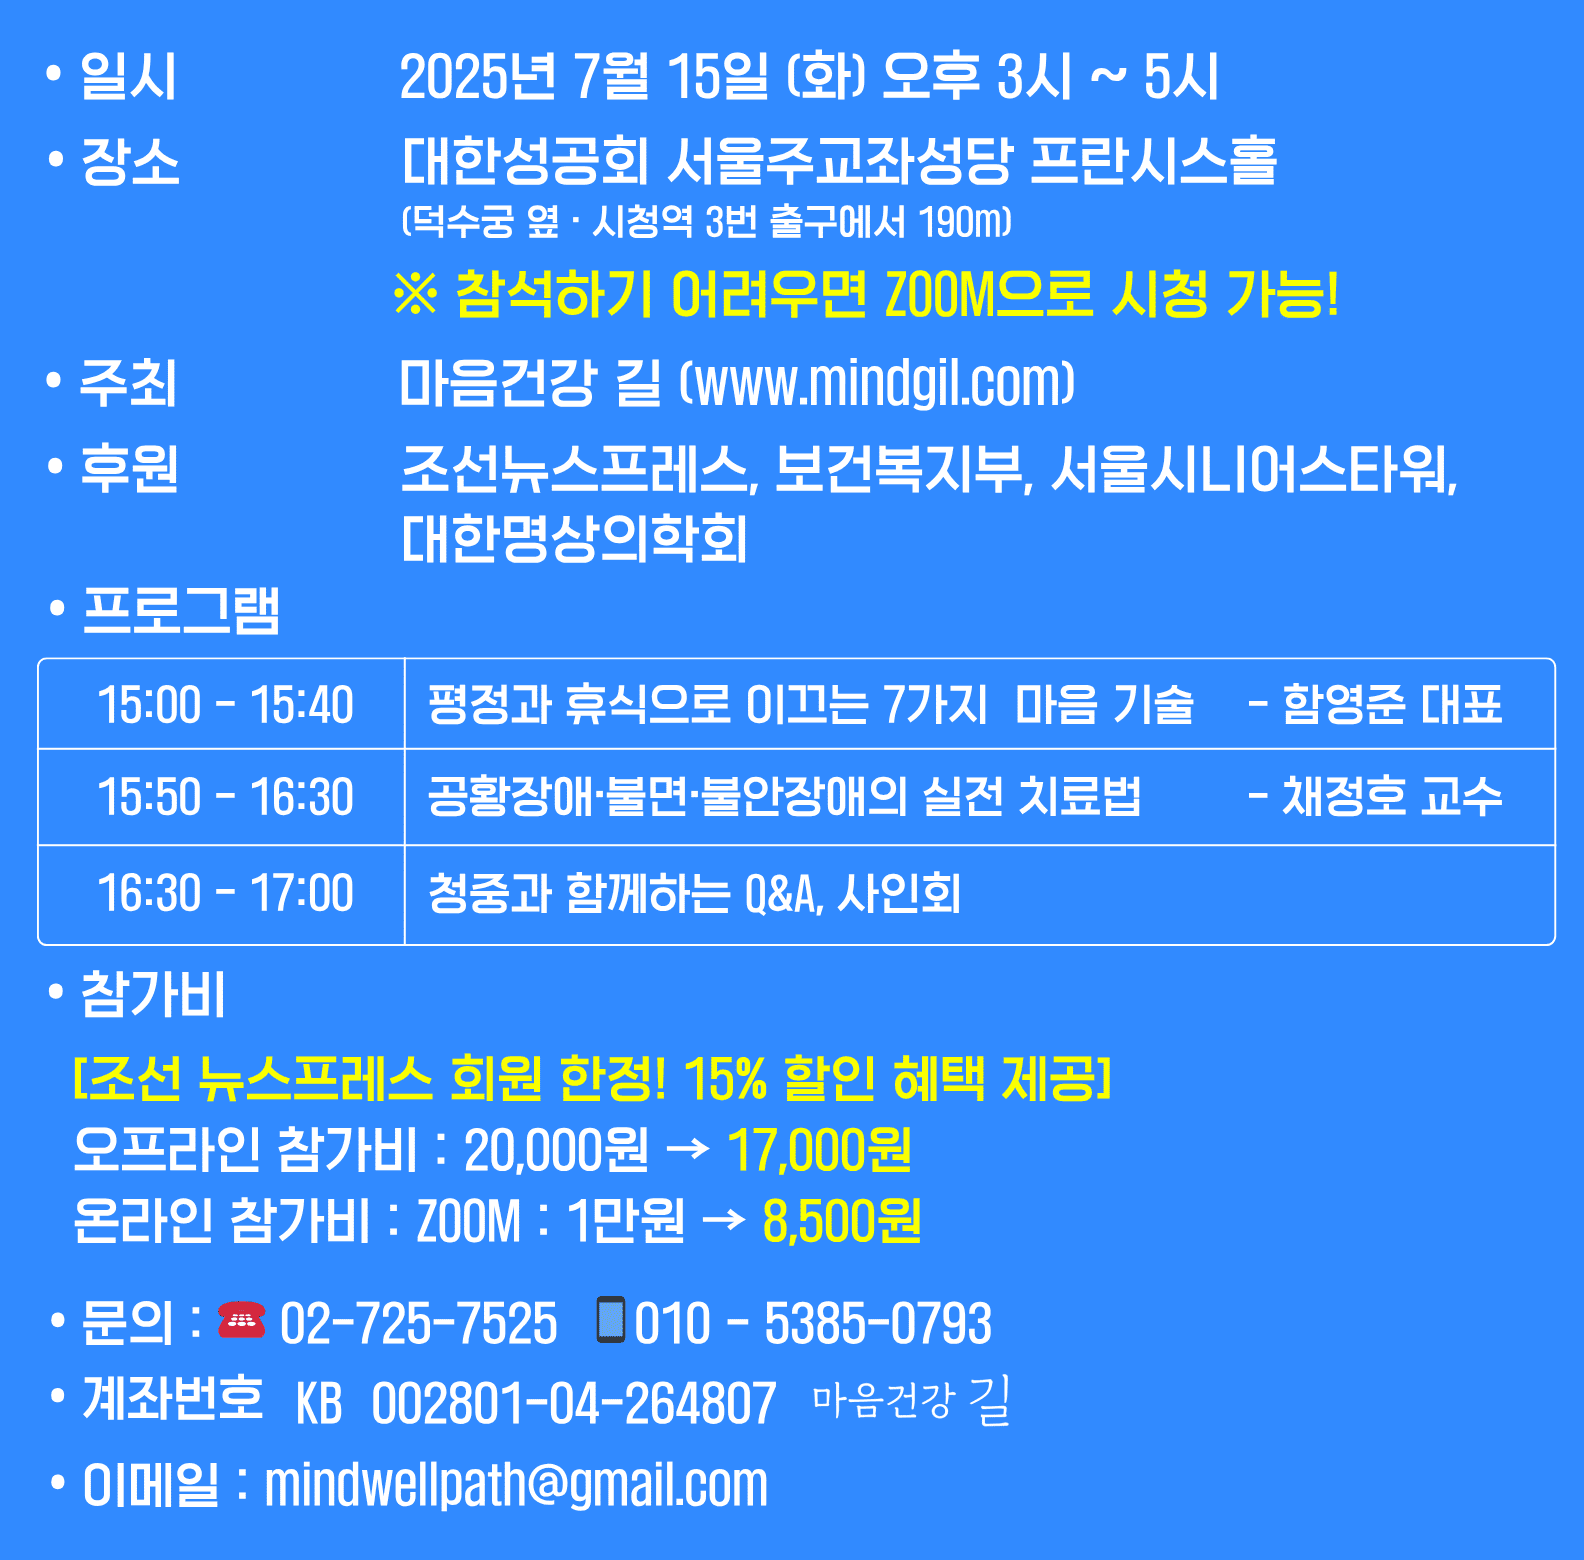 • 일시 2025년 7월 15일 (화) 오후 3시 ~ 5시
• 장소 대한성공회 서울주교좌성당 프란시스홀
(덕수궁 옆 · 시청역 3번 출구에서 190m)
※ 참석하기 어려우면 ZOOM으로 시청 가능!
• 주최 마음건강 길 (www.mindgil.com)
• 후원 조선뉴스프레스, 보건복지부, 서울시니어스타워,
대한명상의학회
• 프로그램
15:00 - 15:40 평정과 휴식으로 이끄는 7가지 마음 기술 - 함영준 대표
15:50 - 16:30 공황장애·불면·불안장애의 실전 치료법 - 채정호 교수
16:30 - 17:00 청중과 함께하는 Q&A, 사인회
• 참가비
[조선 뉴스프레스 회원 한정! 15% 할인 혜택 제공]
오프라인 참가비 : 20,000원 → 17,000원
온라인 참가비 : ZOOM : 1만원 → 8,500원
• 문의 : ☎ 02-725-7525 📱010 - 5385-0793
• 계좌번호 KB 002801-04-264807 마음건강 길
• 이메일 : mindwellpath@gmail.com